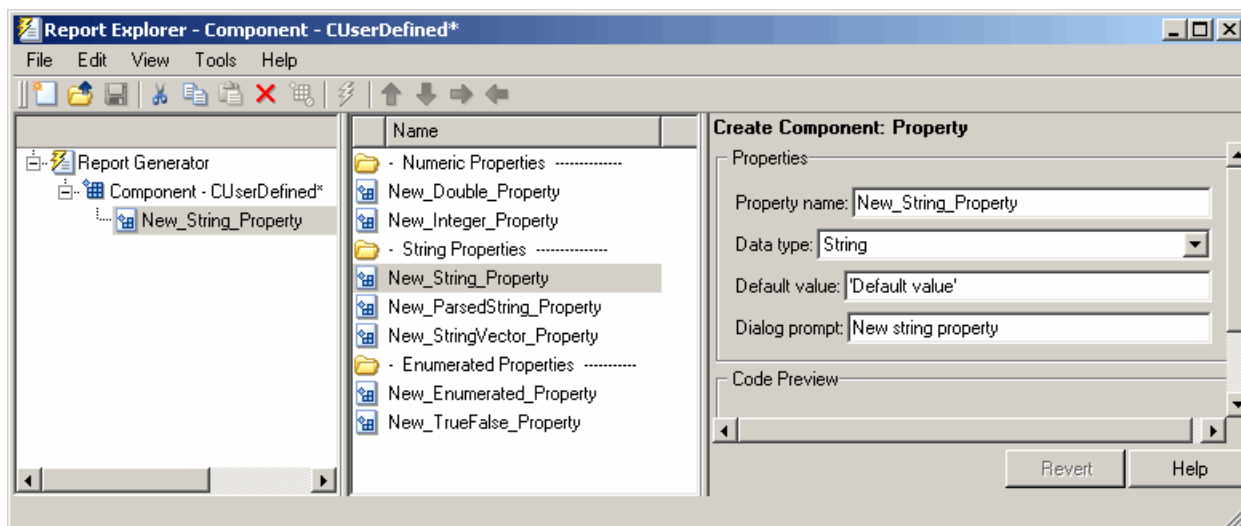 Report Explorer - Component - CUserDefined*
File Edit View Tools Help
Report Generator
Component - CUserDefined*
New_String_Property
Name
- Numeric Properties -------------
New_Double_Property
New_Integer_Property
- String Properties --------------
New_String_Property
New_ParsedString_Property
New_StringVector_Property
- Enumerated Properties ----------
New_Enumerated_Property
New_TrueFalse_Property
Create Component: Property
Properties
Property name: New_String_Property
Data type: String
Default value: 'Default value'
Dialog prompt: New string property
Code Preview
Revert Help